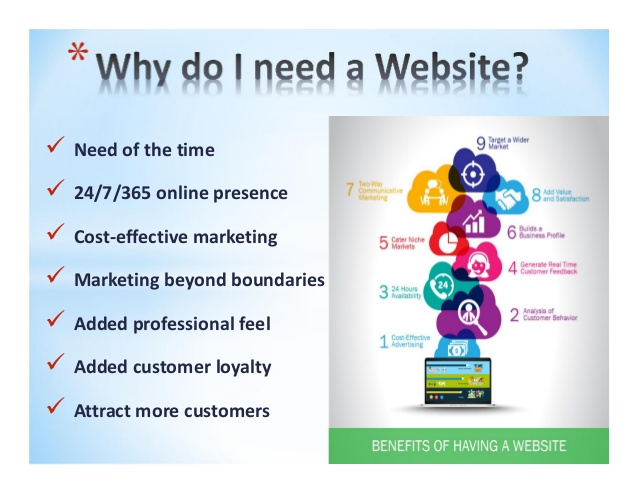 * Why do I need a Website?
✓ Need of the time
✓ 24/7/365 online presence
✓ Cost-effective marketing
✓ Marketing beyond boundaries
✓ Added professional feel
✓ Added customer loyalty
✓ Attract more customers
9 Target a Wider
Market
7 Two-Way
Communicative
Marketing
8 Add Value
and Satisfaction
6 Builds a
Business Profile
5 Cater Niche
Markets
4 Generate Real Time
Customer Feedback
3 24 Hours
Availability
24
2 Analysis of
Customer Behavior
1 Cost-Effective
Advertising
BENEFITS OF HAVING A WEBSITE